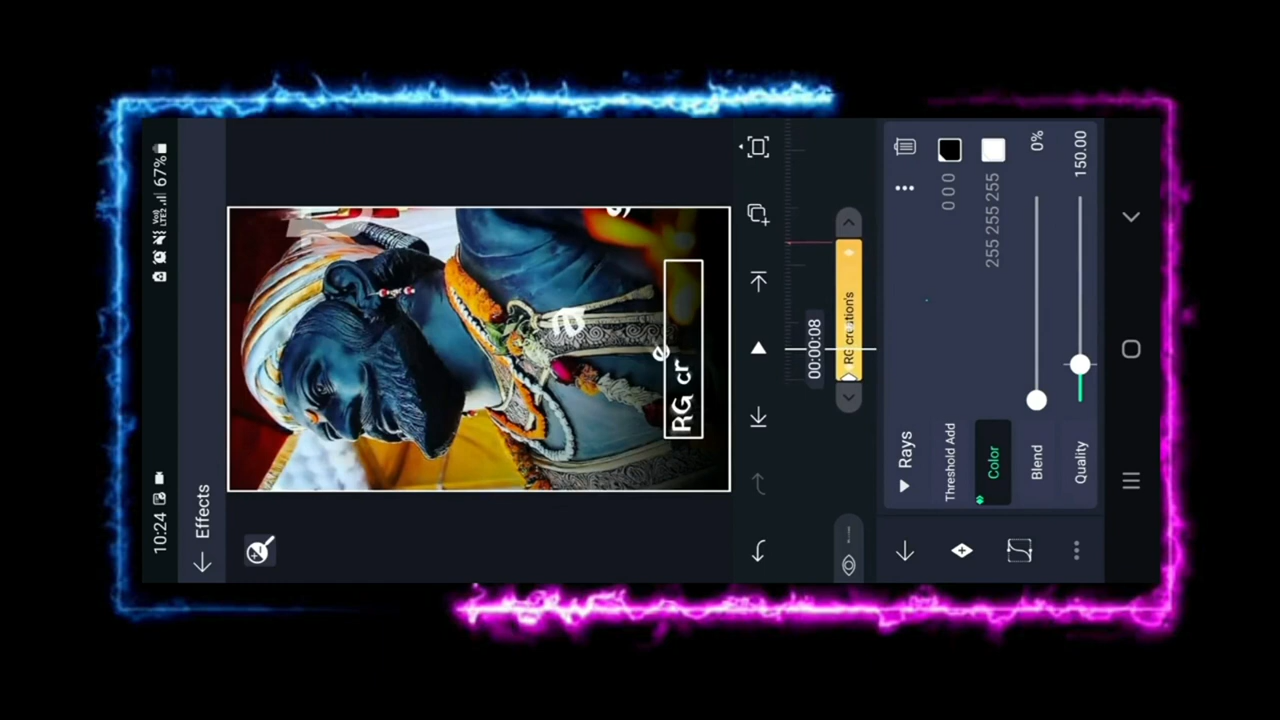 10:24
67%
Effects
RG cr
e
a
00:00:08
RG creation's
Rays
Threshold Add
0 0 0
Color
255 255 255
Blend
0%
Quality
150.00